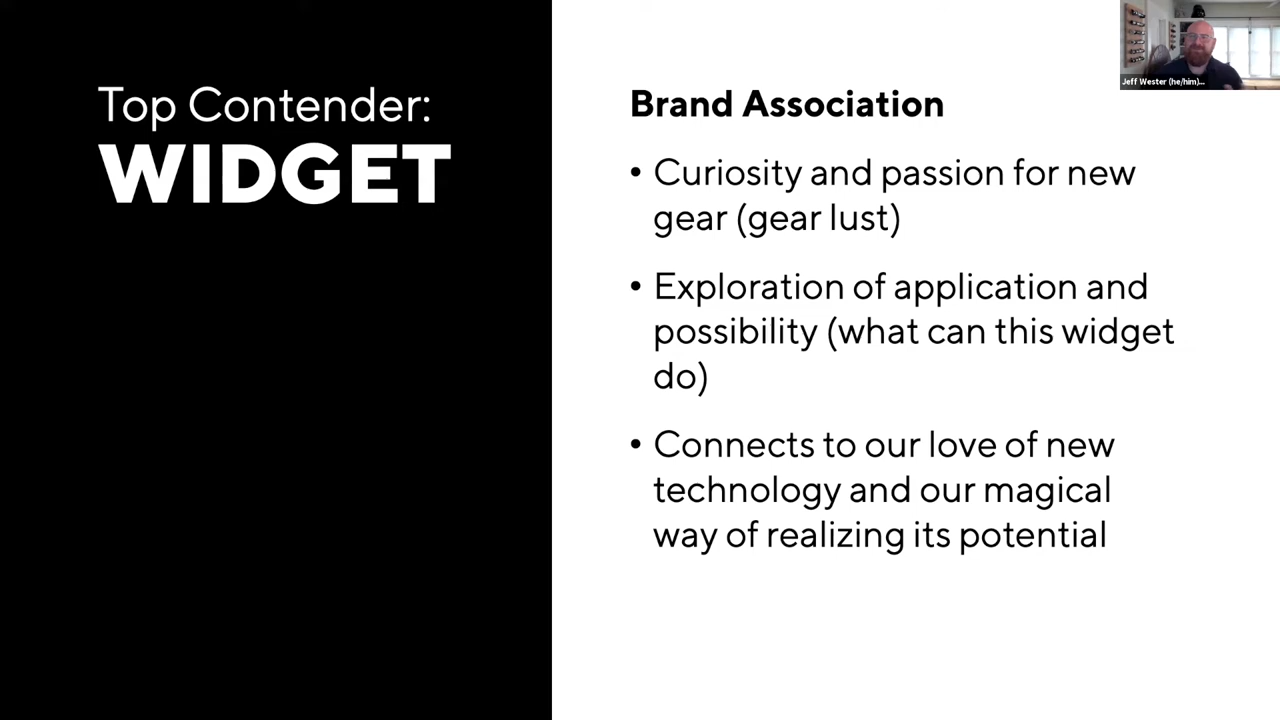 Top Contender:
WIDGET
Brand Association
• Curiosity and passion for new
gear (gear lust)
• Exploration of application and
possibility (what can this widget
do)
• Connects to our love of new
technology and our magical
way of realizing its potential
Jeff Wester (he/him)...